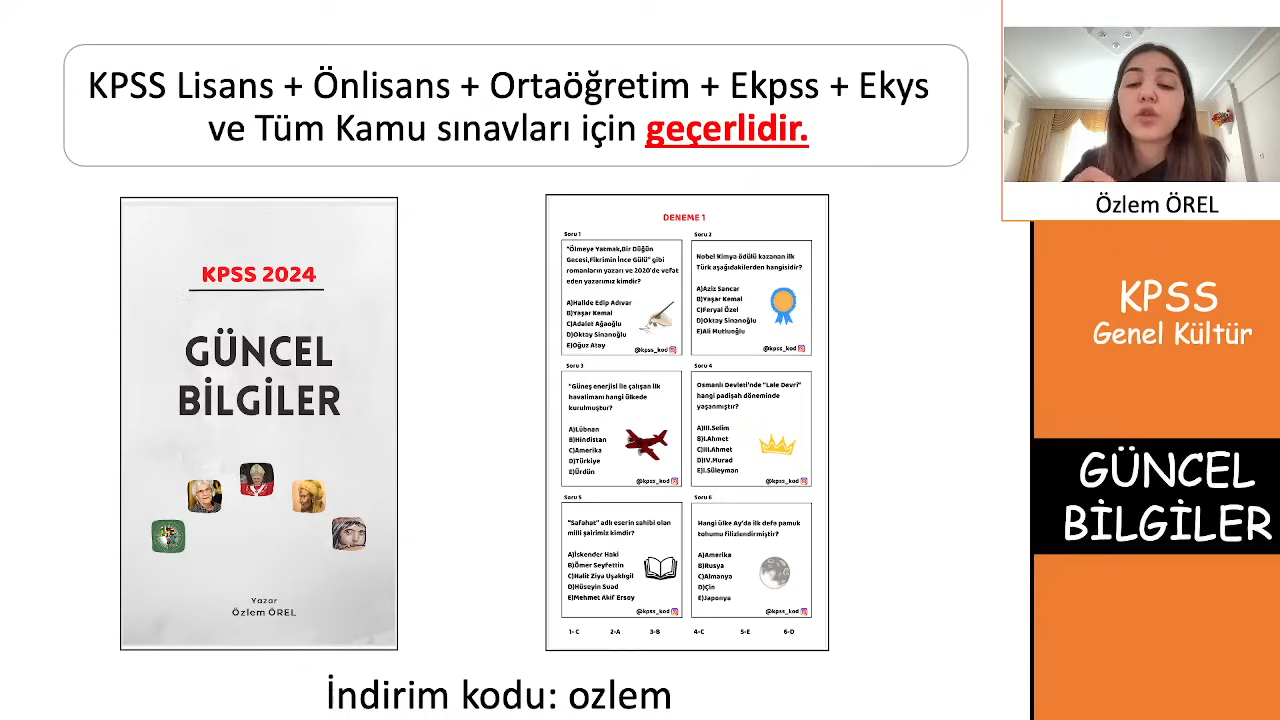 KPSS Lisans + Önlisans + Ortaöğretim + Ekpss + Ekys
ve Tüm Kamu sınavları için geçerlidir.
KPSS 2024
GÜNCEL
BİLGİLER
Yazar
Özlem ÖREL
DENEME 1
Soru 1
"Ölmeye Yatmak,Bir Düğün
Gecesi,Fikrimin İnce Gülü" gibi
romanların yazarı ve 2020'de vefat
eden yazarımız kimdir?
A)Halide Edip Adıvar
B)Yaşar Kemal
C)Adalet Ağaoğlu
D)Oktay Sinanoğlu
E)Oğuz Atay
@kpss_kod
Soru 2
Nobel Kimya ödülü kazanan ilk
Türk aşağıdakilerden hangisidir?
A)Aziz Sancar
B)Yaşar Kemal
C)Feryal Özel
D)Oktay Sinanoğlu
E)Ali Mutluoğlu
@kpss_kod
Soru 3
"Güneş enerjisi ile çalışan ilk
havalimanı hangi ülkede
kurulmuştur?
A)Lübnan
B)Hindistan
C)Amerika
D)Türkiye
E)Ürdün
@kpss_kod
Soru 4
Osmanlı Devleti'nde "Lale Devri"
hangi padişah döneminde
yaşanmıştır?
A)III.Selim
B)I.Ahmet
C)III.Ahmet
D)IV.Murad
E)I.Süleyman
@kpss_kod
Soru 5
"Safahat" adlı eserin sahibi olan
milli şairimiz kimdir?
A)İskender Haki
B)Ömer Seyfettin
C)Halit Ziya Uşaklıgil
D)Hüseyin Suad
E)Mehmet Akif Ersoy
@kpss_kod
Soru 6
Hangi ülke Ay'da ilk defa pamuk
tohumu filizlendirmiştir?
A)Amerika
B)Rusya
C)Almanya
D)Çin
E)Japonya
@kpss_kod
1- C 2-A 3-B 4-C 5-E 6-D
İndirim kodu: ozlem
Özlem ÖREL
KPSS
Genel Kültür
GÜNCEL
BİLGİLER